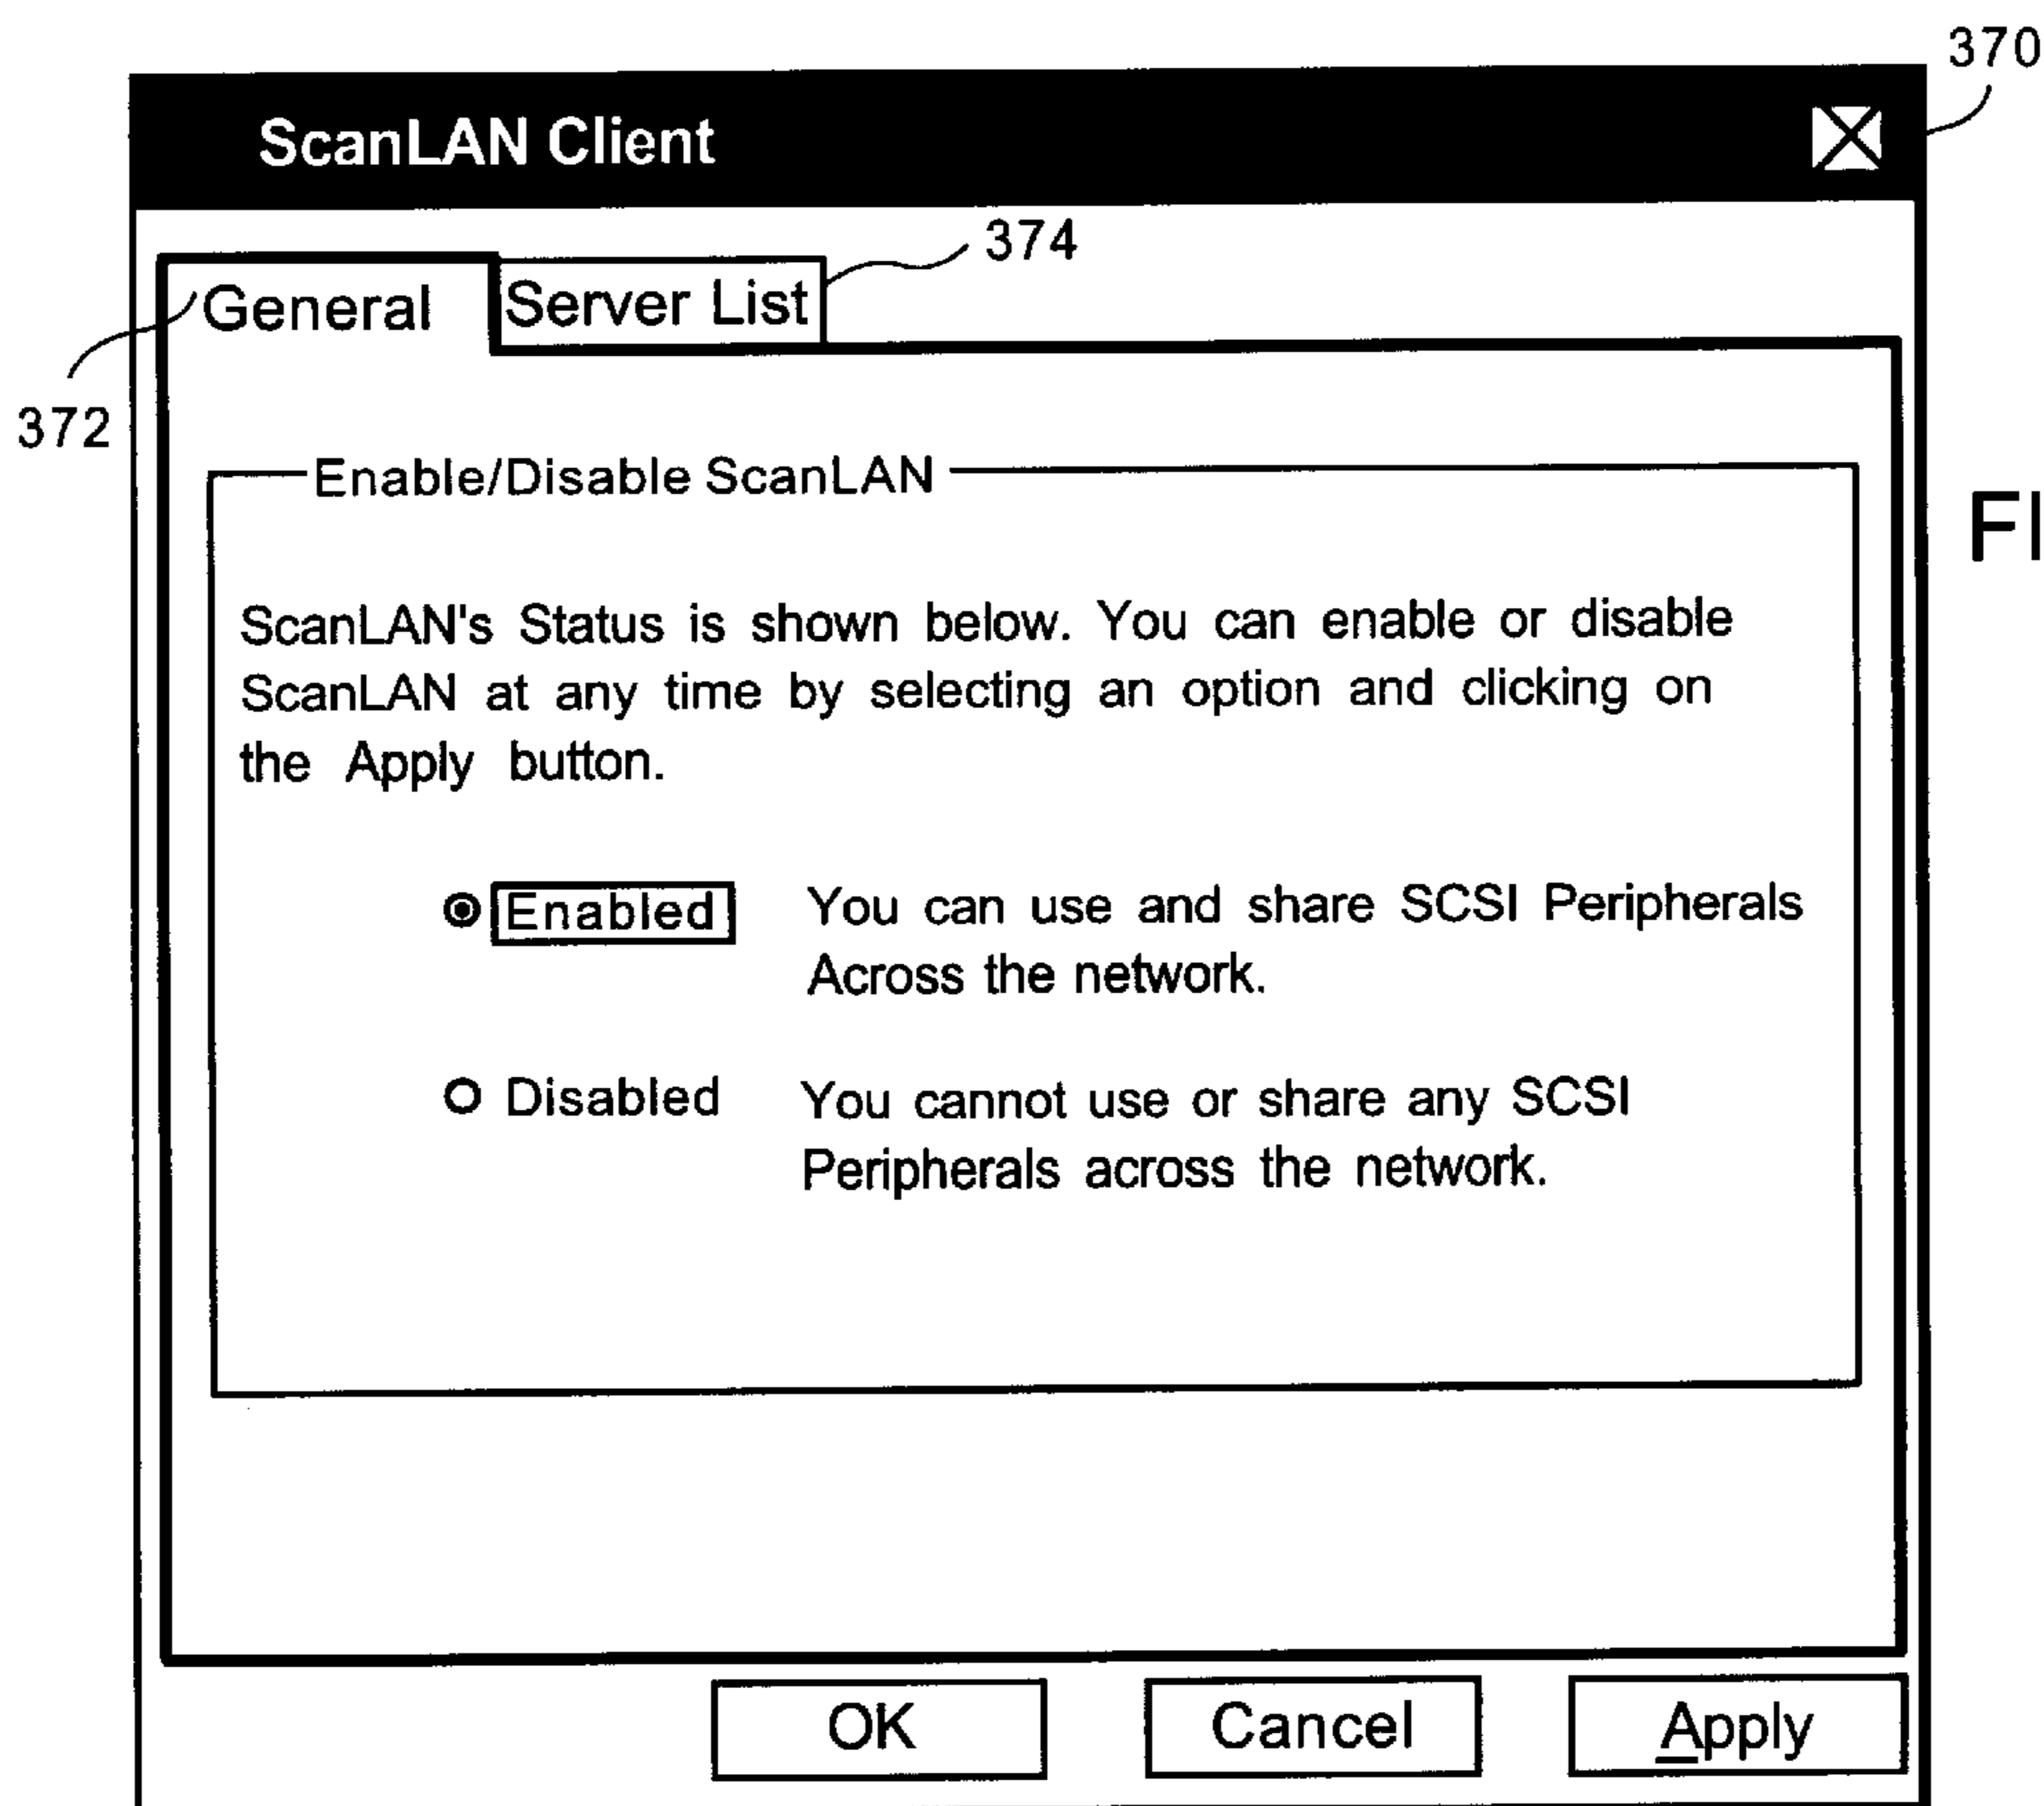 370
ScanLAN Client
374
General
Server List
372
Enable/Disable ScanLAN
FI
ScanLAN's Status is shown below. You can enable or disable
ScanLAN at any time by selecting an option and clicking on
the Apply button.
Enabled
You can use and share SCSI Peripherals
Across the network.
Disabled
You cannot use or share any SCSI
Peripherals across the network.
OK
Cancel
Apply